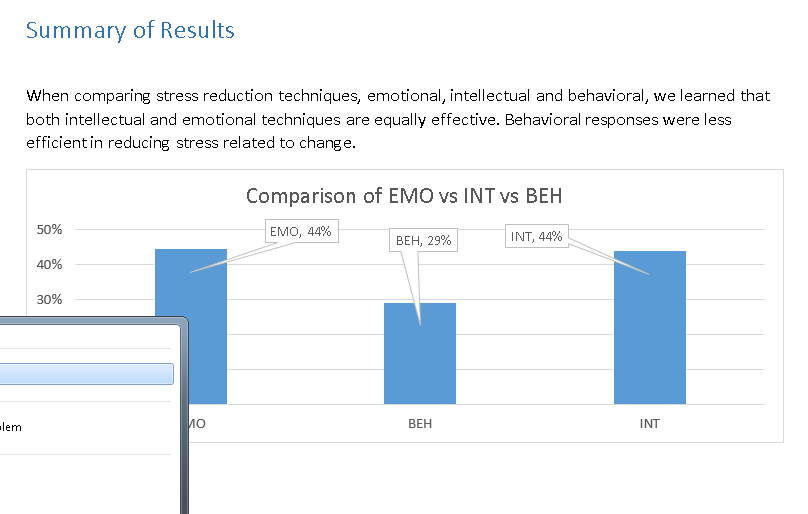 Summary of Results
When comparing stress reduction techniques, emotional, intellectual and behavioral, we learned that
both intellectual and emotional techniques are equally effective. Behavioral responses were less
efficient in reducing stress related to change.
Comparison of EMO vs INT vs BEH
50%
EMO, 44%
BEH, 29%
INT, 44%
40%
30%
BEH
INT